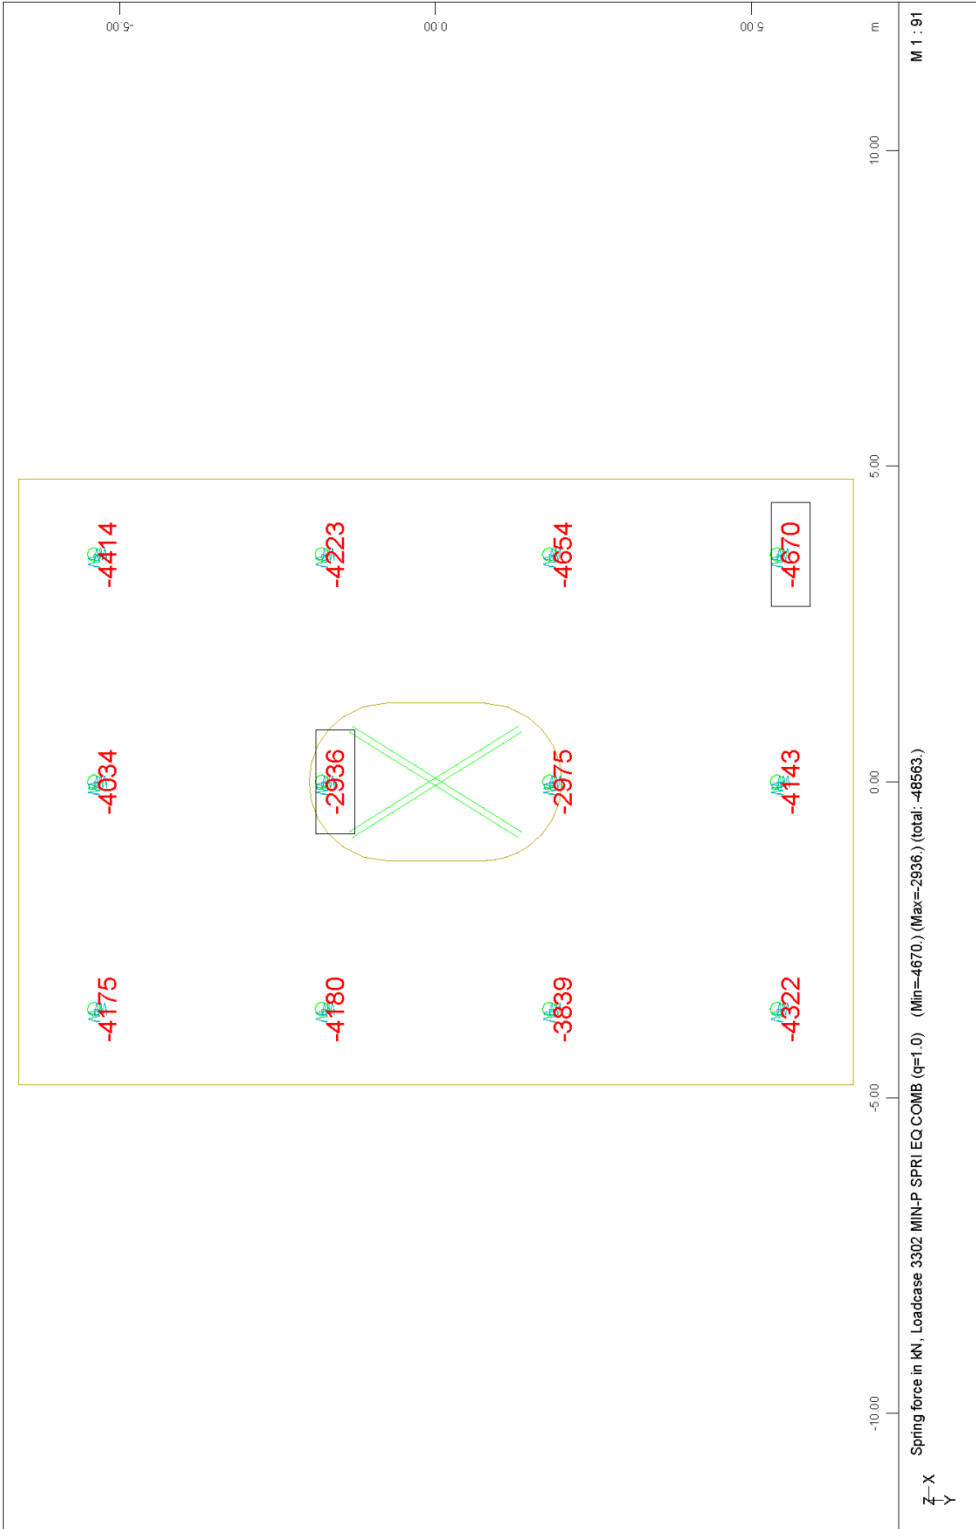 -5.00
-4175 -4034 -4414
-4180 -2936 -4223
0.00
-3839 -2975 -4654
5.00
-4322 -4143 -4670
-10.00 -5.00 0.00 5.00 10.00 m
Z X
Y
Spring force in kN, Loadcase 3302 MIN-P SPRI EQ COMB (q=1.0) (Min=-4670.) (Max=-2936.) (total: -48563.)
M 1 : 91